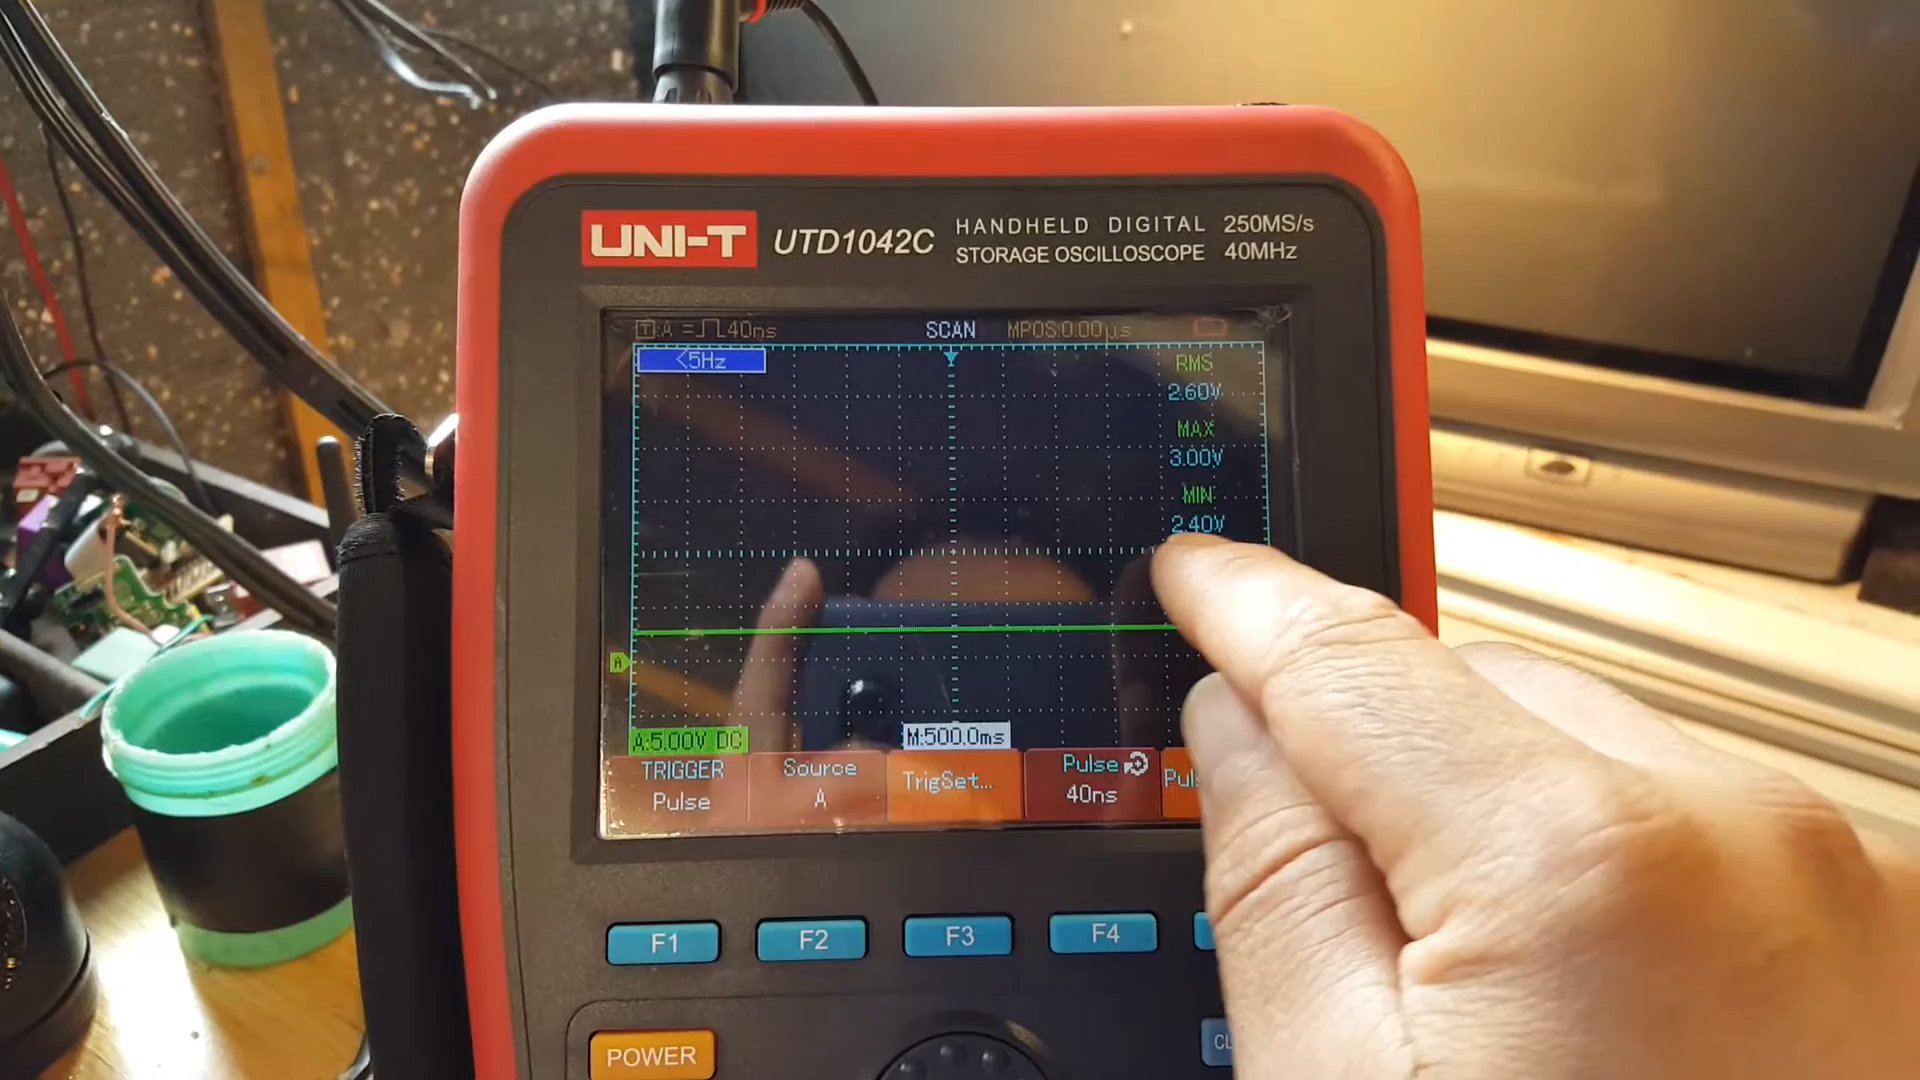 UNI-T UTD1042C HANDHELD DIGITAL 250MS/s
STORAGE OSCILLOSCOPE 40MHz
T:A 40ns SCAN MPOS:0.00µs
<5Hz
RMS
2.60V
MAX
3.00V
MIN
2.40V
A
A:5.00V DC M:500.0ms
TRIGGER Source TrigSet... Pulse
Pulse A 40ns
F1 F2 F3 F4
POWER